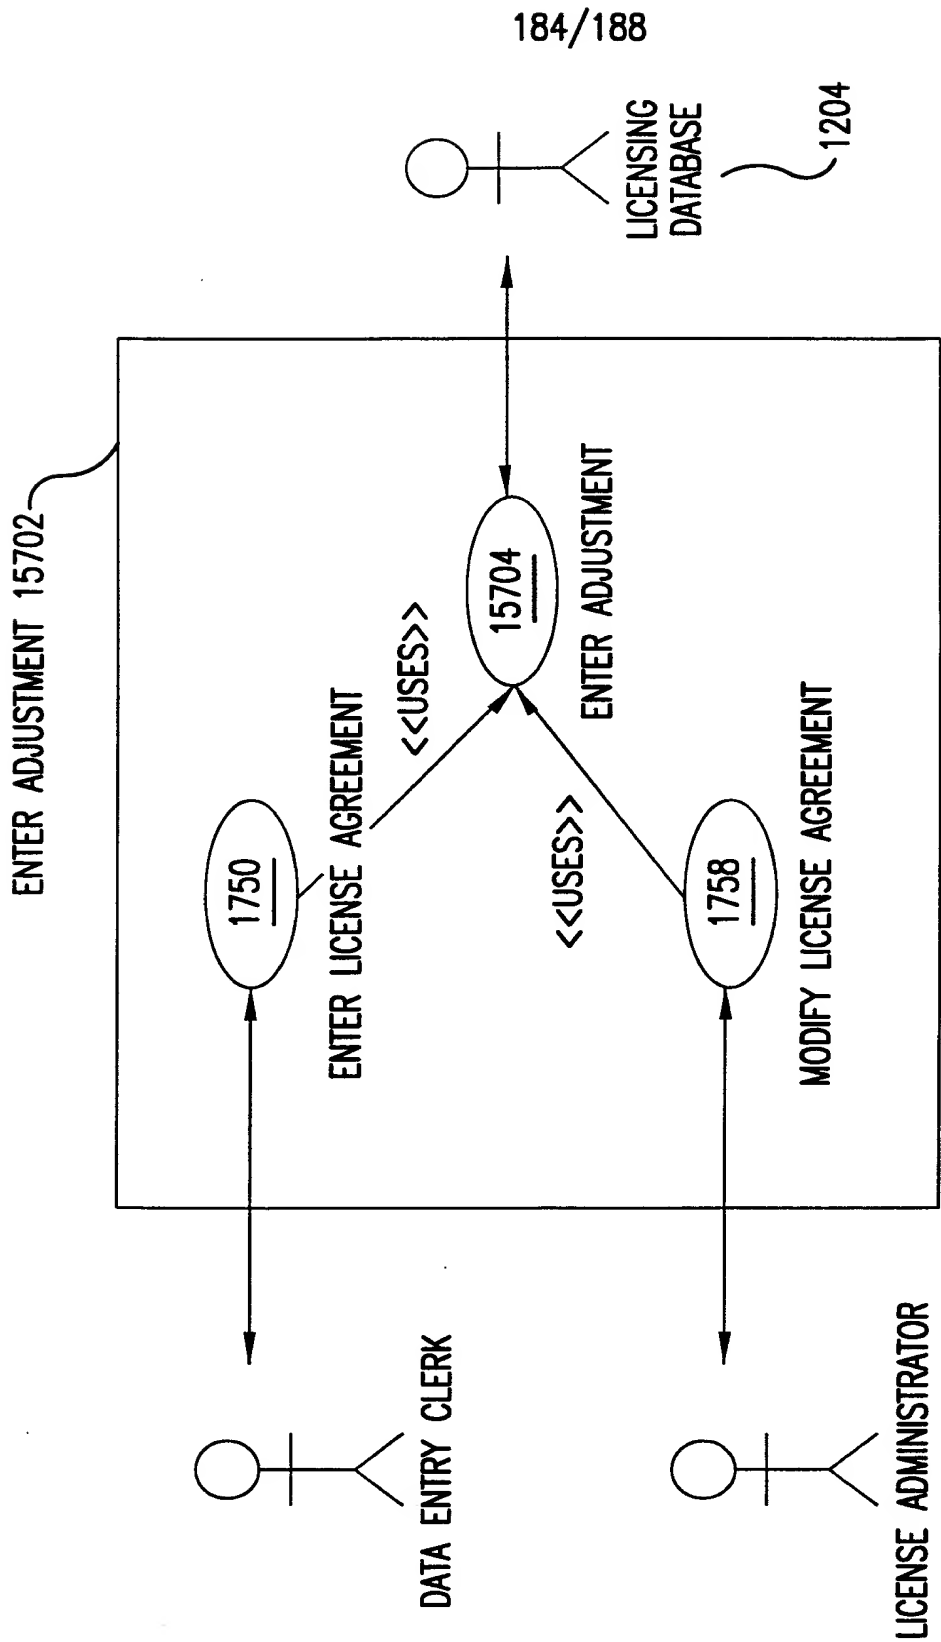 184/188
ENTER ADJUSTMENT 15702
DATA ENTRY CLERK
1750
ENTER LICENSE AGREEMENT
<<USES>>
15704
ENTER ADJUSTMENT
LICENSING
DATABASE
1204
<<USES>>
LICENSE ADMINISTRATOR
1758
MODIFY LICENSE AGREEMENT